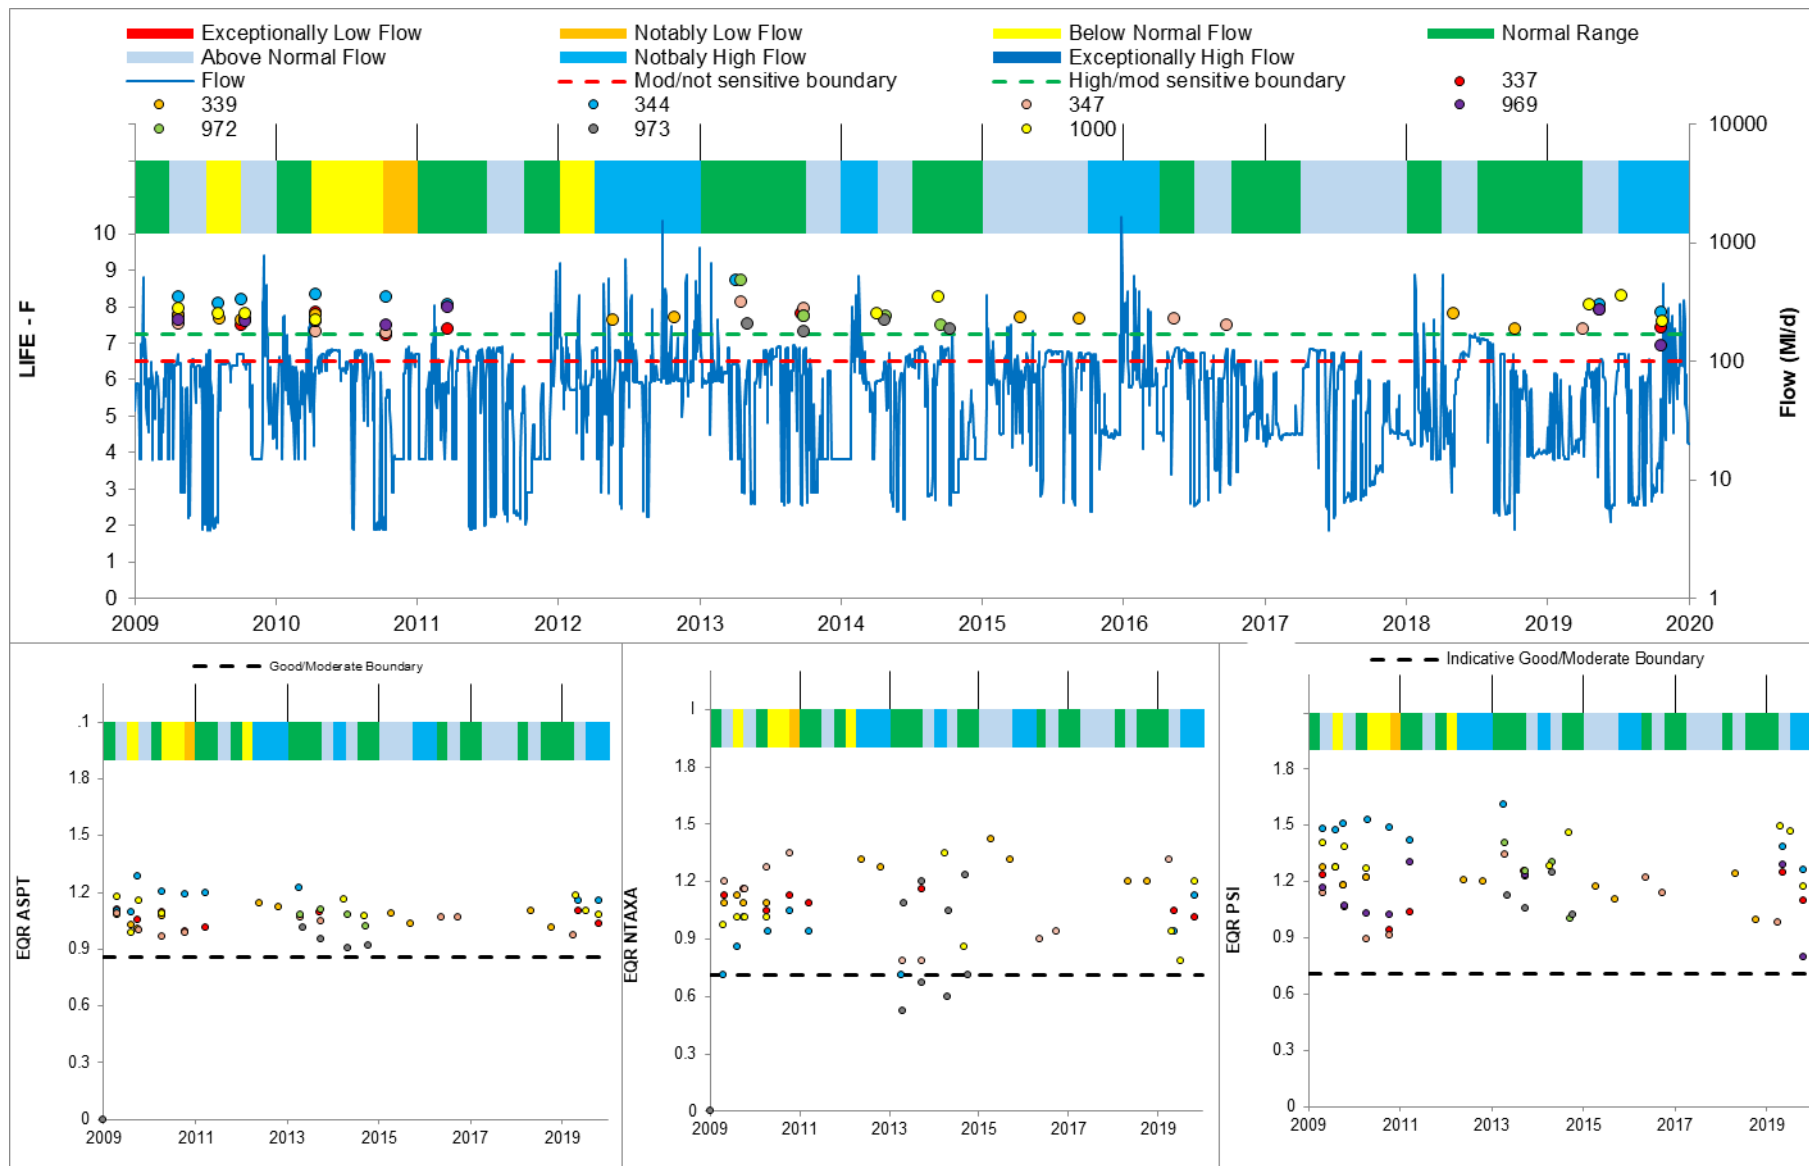 Exceptionally Low Flow Notably Low Flow Below Normal Flow Normal Range
Above Normal Flow Notbaly High Flow Exceptionally High Flow
Flow Mod/not sensitive boundary High/mod sensitive boundary 337
339 344 347 969
972 973 1000
10000
1000
100
10
1
Flow (Ml/d)
LIFE - F
10
9
8
7
6
5
4
3
2
1
0
2009 2010 2011 2012 2013 2014 2015 2016 2017 2018 2019 2020
Good/Moderate Boundary
EQR ASPT
.1
1.8
1.5
1.2
0.9
0.6
0.3
0
2009 2011 2013 2015 2017 2019
EQR NTAXA
1
1.8
1.5
1.2
0.9
0.6
0.3
0
2009 2011 2013 2015 2017 2019
Indicative Good/Moderate Boundary
EQR PSI
1.8
1.5
1.2
0.9
0.6
0.3
0
2009 2011 2013 2015 2017 2019